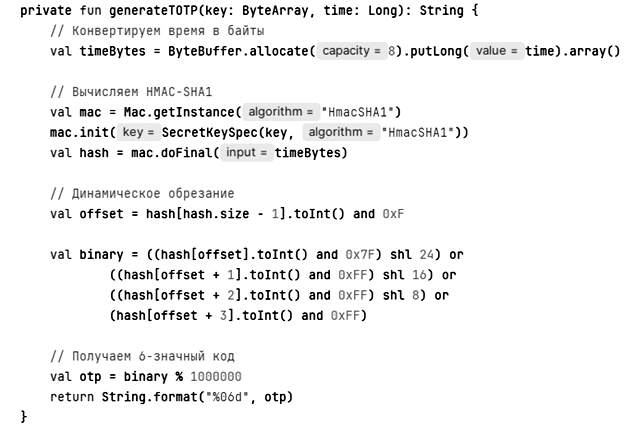 private fun generateTOTP(key: ByteArray, time: Long): String {
// Конвертируем время в байты
val timeBytes = ByteBuffer.allocate( capacity = 8).putLong( value = time).array()
// Вычисляем HMAC-SHA1
val mac = Mac.getInstance( algorithm = "HmacSHA1")
mac.init( key = SecretKeySpec(key, algorithm = "HmacSHA1"))
val hash = mac.doFinal( input = timeBytes)
// Динамическое обрезание
val offset = hash[hash.size - 1].toInt() and 0xF
val binary = ((hash[offset].toInt() and 0x7F) shl 24) or
((hash[offset + 1].toInt() and 0xFF) shl 16) or
((hash[offset + 2].toInt() and 0xFF) shl 8) or
(hash[offset + 3].toInt() and 0xFF)
// Получаем 6-значный код
val otp = binary % 1000000
return String.format("%06d", otp)
}